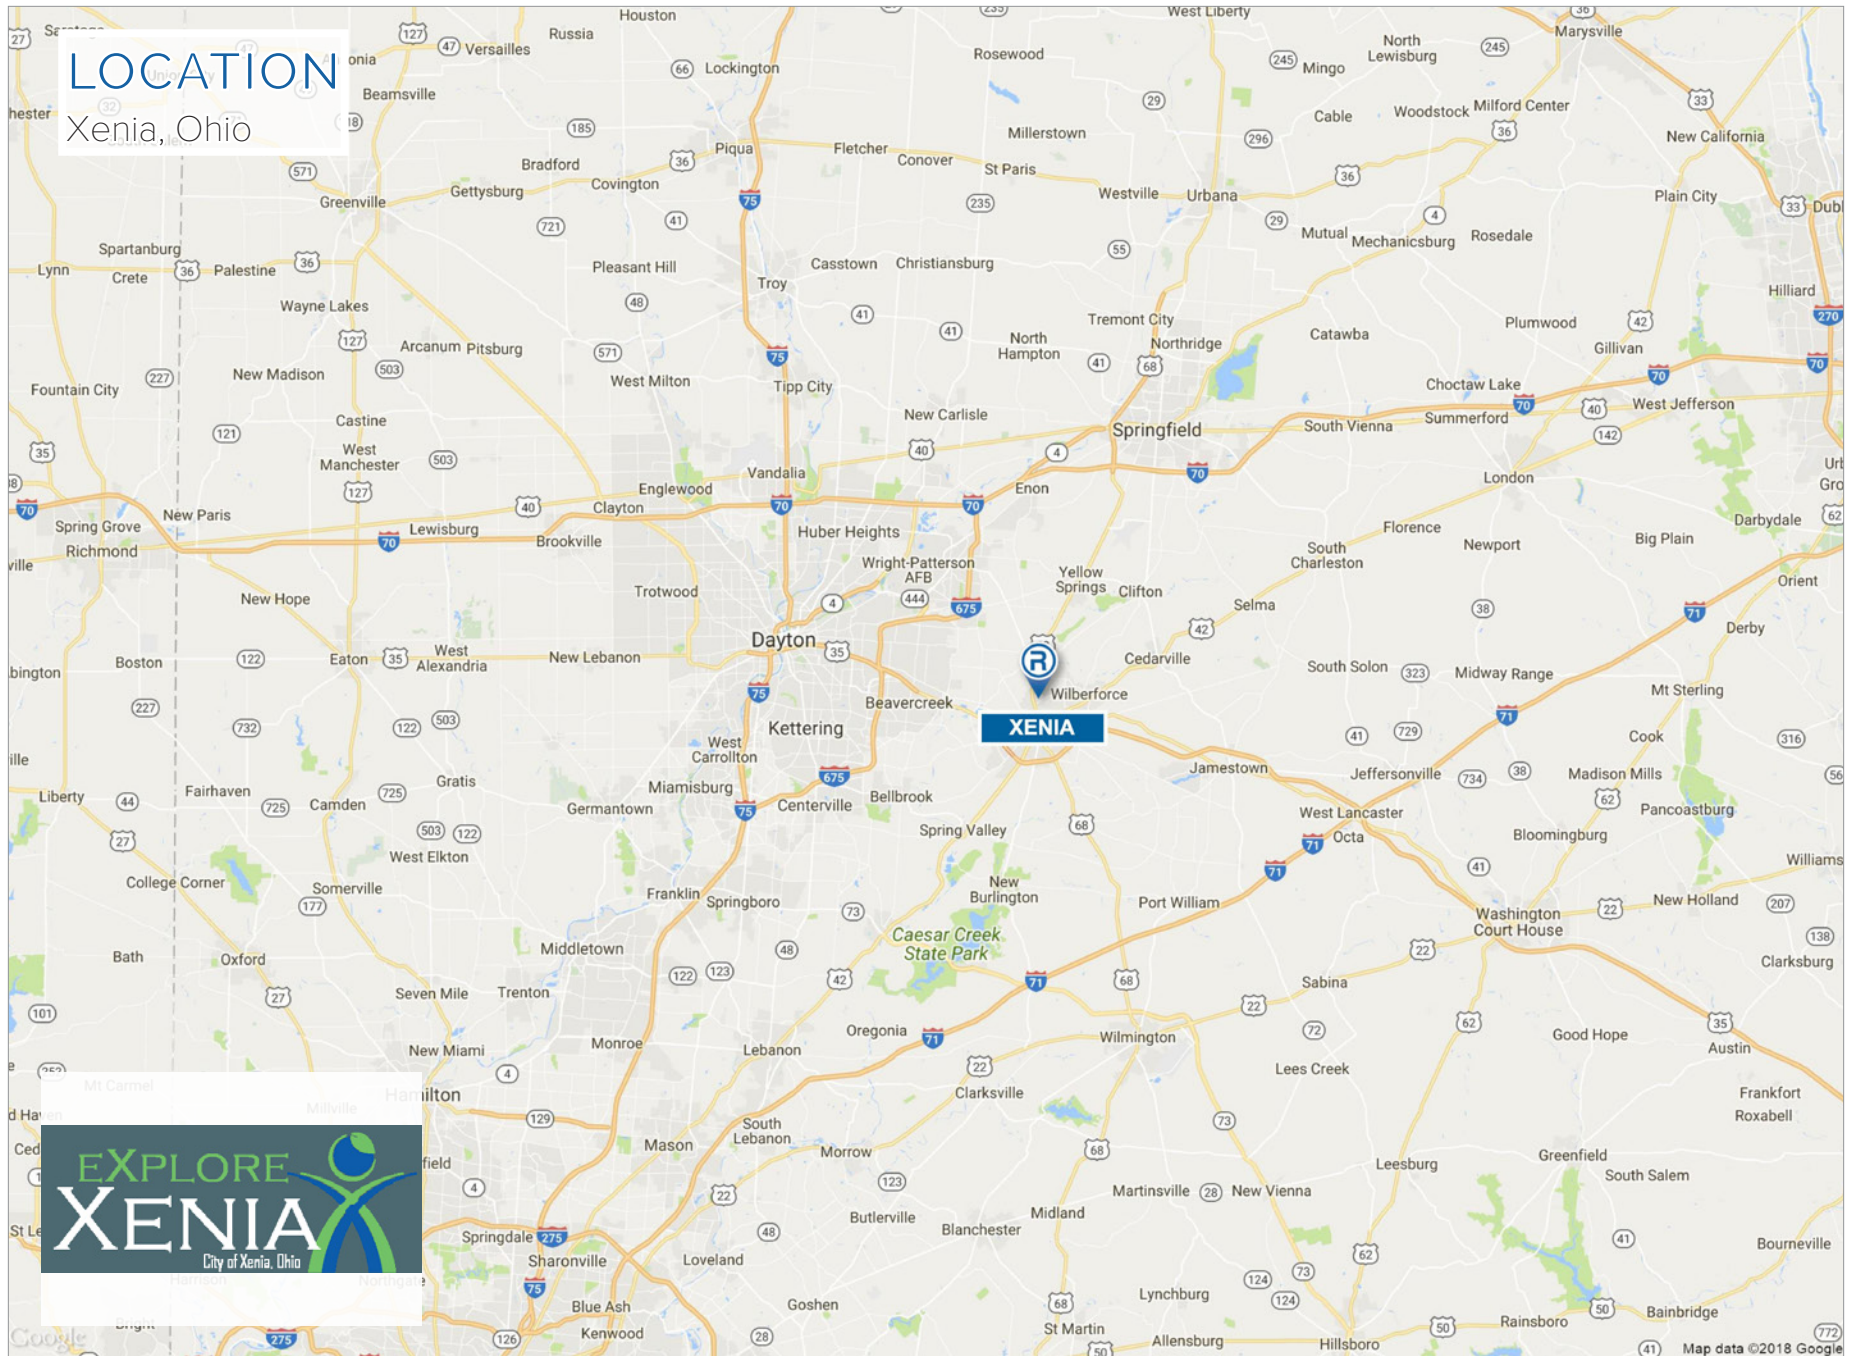 LOCATION
Xenia, Ohio
Houston
West Liberty
Marysville
Russia
Versailles
Rosewood
North
Lewisburg
Lockington
Mingo
Beamsville
Cable
Woodstock
Milford Center
Millerstown
New California
Piqua
Fletcher
Conover
St Paris
Bradford
Covington
Gettysburg
Greenville
Westville
Urbana
Plain City
Mutual
Mechanicsburg
Rosedale
Spartanburg
Lynn
Crete
Palestine
Pleasant Hill
Casstown
Christiansburg
Troy
Hilliard
Wayne Lakes
Tremont City
Plumwood
Catawba
North
Hampton
Northridge
Gillivan
Arcanum
Pitsburg
New Madison
Fountain City
West Milton
Tipp City
Choctaw Lake
West Jefferson
Castine
New Carlisle
Summerford
South Vienna
Springfield
West
Manchester
Vandalia
London
Englewood
Enon
New Paris
Clayton
Spring Grove
Lewisburg
Huber Heights
Florence
Darbydale
Richmond
Brookville
Newport
Big Plain
South
Charleston
Wright-Patterson
AFB
Yellow
Springs
Clifton
Orient
Trotwood
New Hope
Selma
Derby
Dayton
Boston
Eaton
West
Alexandria
New Lebanon
Cedarville
South Solon
Midway Range
Mt Sterling
Wilberforce
Beavercreek
XENIA
Kettering
Cook
West
Carrollton
Jamestown
Jeffersonville
Madison Mills
Gratis
Miamisburg
Fairhaven
Liberty
Camden
Germantown
Centerville
Bellbrook
West Lancaster
Octa
Pancoastburg
Spring Valley
Bloomingburg
West Elkton
College Corner
Somerville
Franklin
Springboro
New
Burlington
Port William
New Holland
Washington
Court House
Caesar Creek
State Park
Middletown
Bath
Oxford
Clarksburg
Seven Mile
Trenton
Sabina
Oregonia
Wilmington
Good Hope
Austin
Monroe
Lebanon
New Miami
Lees Creek
Mt Carmel
Hamilton
Clarksville
Frankfort
Millville
Roxabell
South
Lebanon
Mason
Morrow
Leesburg
Greenfield
South Salem
Martinsville
New Vienna
Midland
Butlerville
Blanchester
Springdale
Sharonville
Loveland
Bourneville
EXPLORE
XENIA
City of Xenia, Ohio
Harrison
Northgate
Blue Ash
Goshen
Lynchburg
Kenwood
St Martin
Allensburg
Hillsboro
Rainsboro
Bainbridge
Google
Map data ©2018 Google